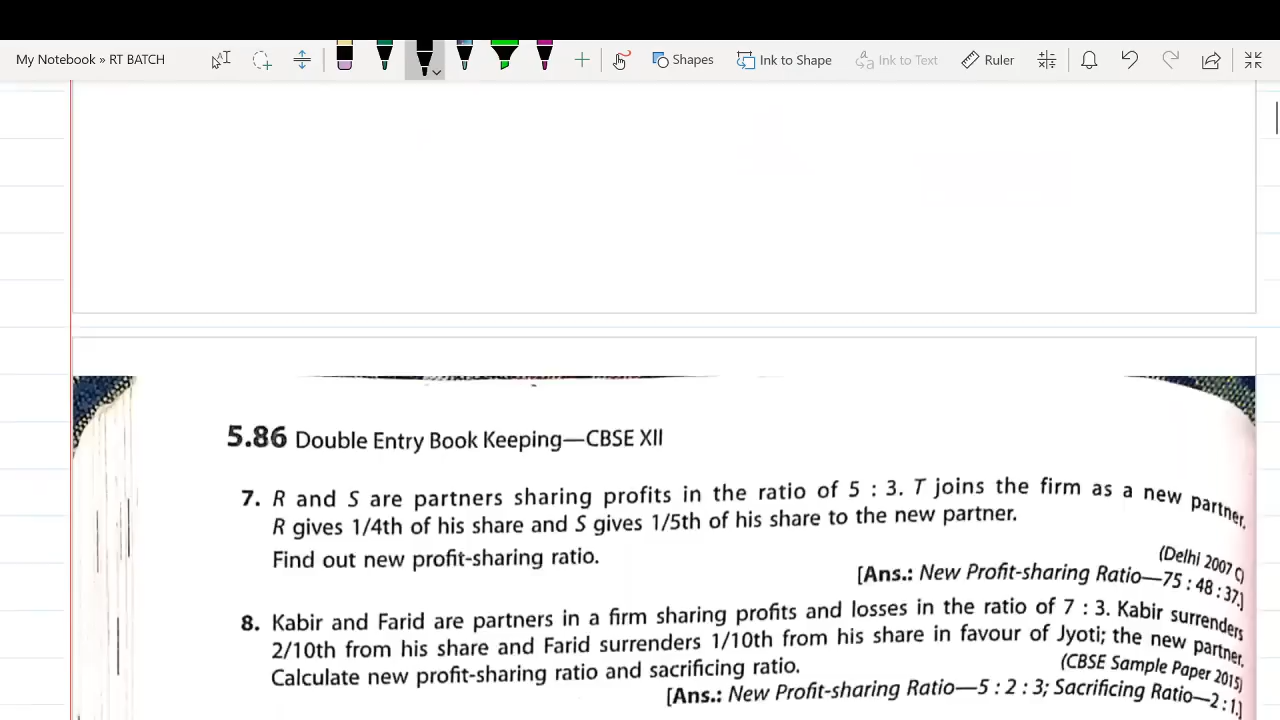 My Notebook » RT BATCH
Shapes
Ink to Shape
Ink to Text
Ruler
5.86 Double Entry Book Keeping—CBSE XII
7. R and S are partners sharing profits in the ratio of 5 : 3. T joins the firm as a new partner.
R gives 1/4th of his share and S gives 1/5th of his share to the new partner.
Find out new profit-sharing ratio.
(Delhi 2007 C)
[Ans.: New Profit-sharing Ratio—75 : 48 : 37.]
8. Kabir and Farid are partners in a firm sharing profits and losses in the ratio of 7 : 3. Kabir surrenders
2/10th from his share and Farid surrenders 1/10th from his share in favour of Jyoti; the new partner.
Calculate new profit-sharing ratio and sacrificing ratio.
(CBSE Sample Paper 2015)
[Ans.: New Profit-sharing Ratio—5 : 2 : 3; Sacrificing Ratio—2 : 1.]